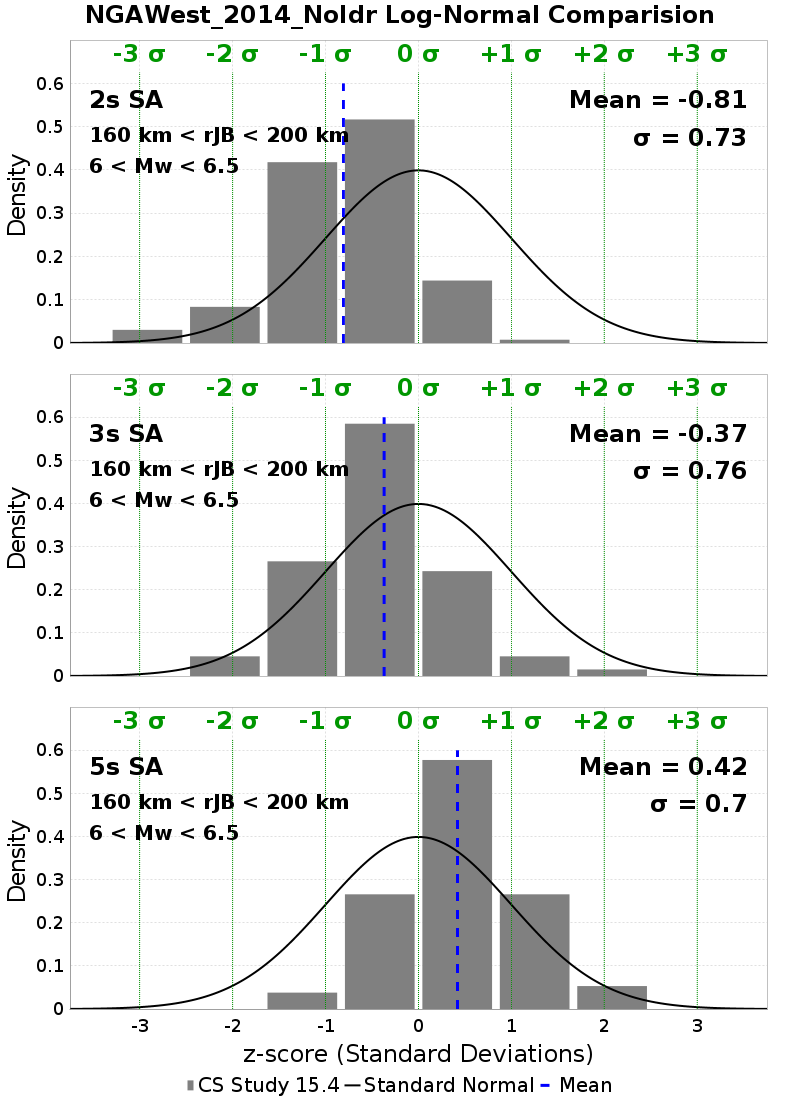 NGAWest_2014_NoIdr Log-Normal Comparision
-3 σ -2 σ -1 σ 0 σ +1 σ +2 σ +3 σ
0.6
2s SA Mean = -0.81
0.5
160 km < rJB < 200 km σ = 0.73
0.4
6 < Mw < 6.5
0.3
0.2
0.1
0
Density
-3 σ -2 σ -1 σ 0 σ +1 σ +2 σ +3 σ
0.6
3s SA Mean = -0.37
0.5
160 km < rJB < 200 km σ = 0.76
0.4
6 < Mw < 6.5
0.3
0.2
0.1
0
Density
-3 σ -2 σ -1 σ 0 σ +1 σ +2 σ +3 σ
0.6
5s SA Mean = 0.42
0.5
160 km < rJB < 200 km σ = 0.7
0.4
6 < Mw < 6.5
0.3
0.2
0.1
0
Density
-3 -2 -1 0 1 2 3
z-score (Standard Deviations)
CS Study 15.4 Standard Normal Mean